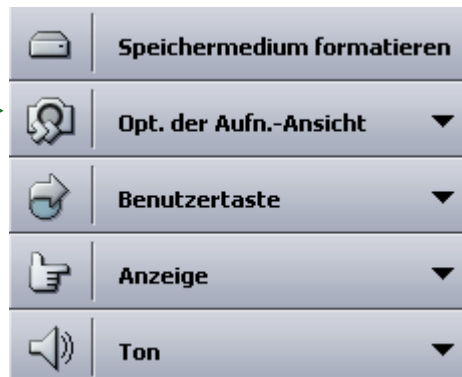 Speichermedium formatieren
Opt. der Aufn.-Ansicht
Benutzertaste
Anzeige
Ton